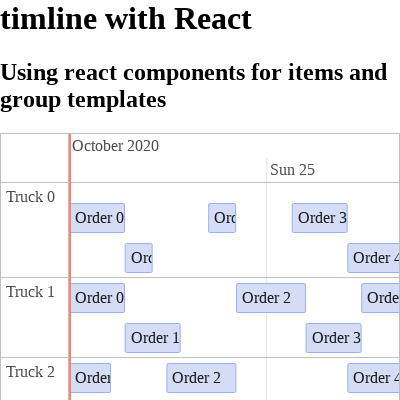 timline with React
Using react components for items and
group templates
October 2020
Sun 25
Truck 0
Order 0
Order 3
Order 4
Truck 1
Order 0
Order 2
Orde
Order 1
Order 3
Truck 2
Order
Order 2
Order 4